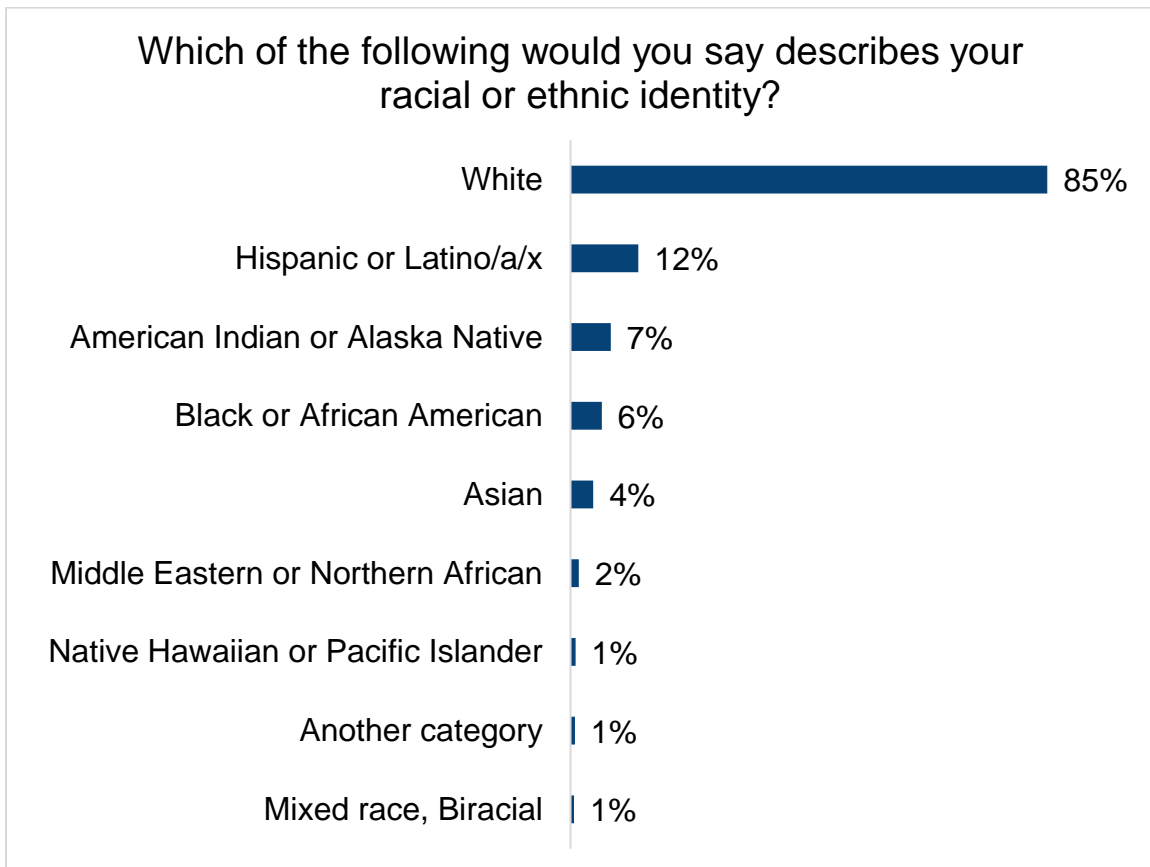 Which of the following would you say describes your
racial or ethnic identity?
White 85%
Hispanic or Latino/a/x 12%
American Indian or Alaska Native 7%
Black or African American 6%
Asian 4%
Middle Eastern or Northern African 2%
Native Hawaiian or Pacific Islander 1%
Another category 1%
Mixed race, Biracial 1%